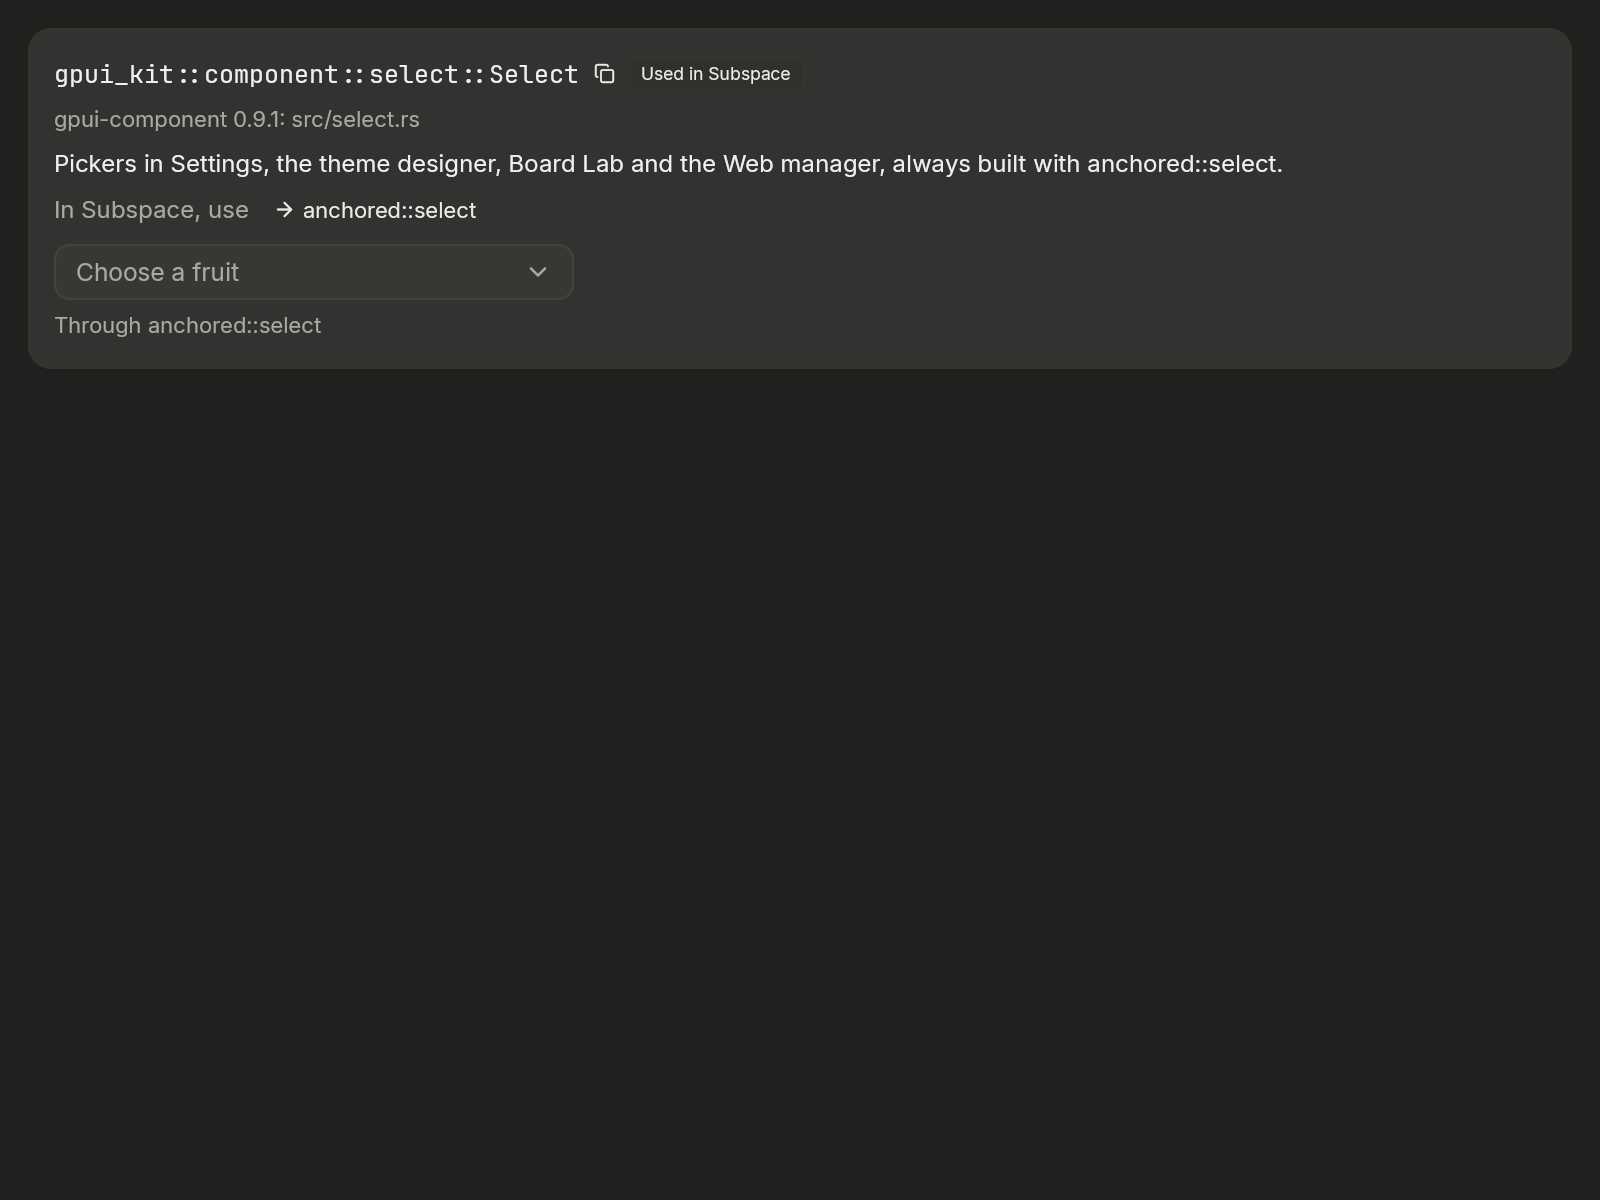 gpui_kit::component::select::Select Used in Subspace
gpui-component 0.9.1: src/select.rs
Pickers in Settings, the theme designer, Board Lab and the Web manager, always built with anchored::select.
In Subspace, use → anchored::select
Choose a fruit
Through anchored::select